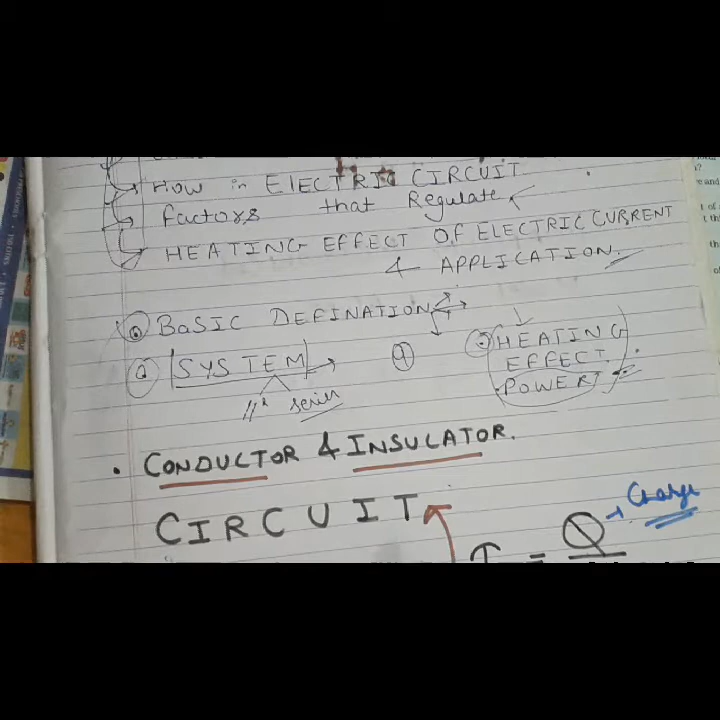 How in ELECTRIC CIRCUIT
factors that Regulate
HEATING EFFECT OF ELECTRIC CURRENT
& APPLICATION.
BASIC DEFINATION
SYSTEM
series
HEATING
EFFECT.
POWER
• CONDUCTOR & INSULATOR.
CIRCUIT
I = Q → Charge